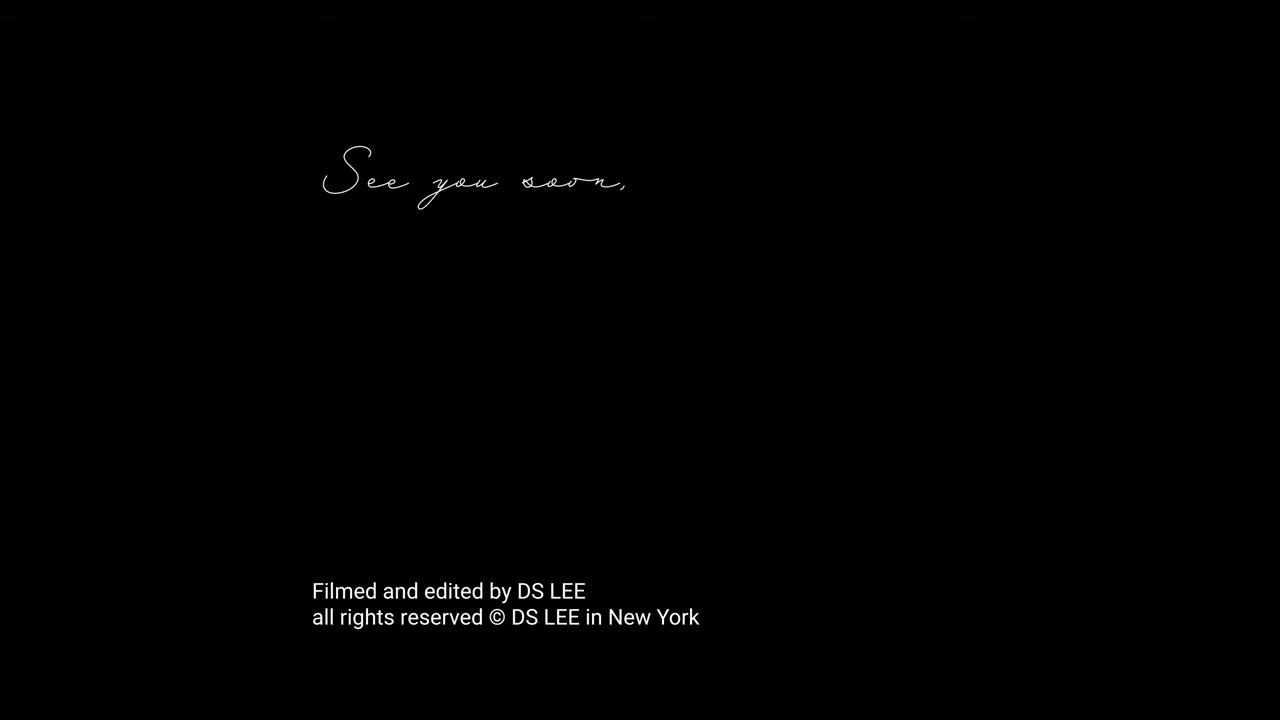 See you soon,
Filmed and edited by DS LEE
all rights reserved © DS LEE in New York